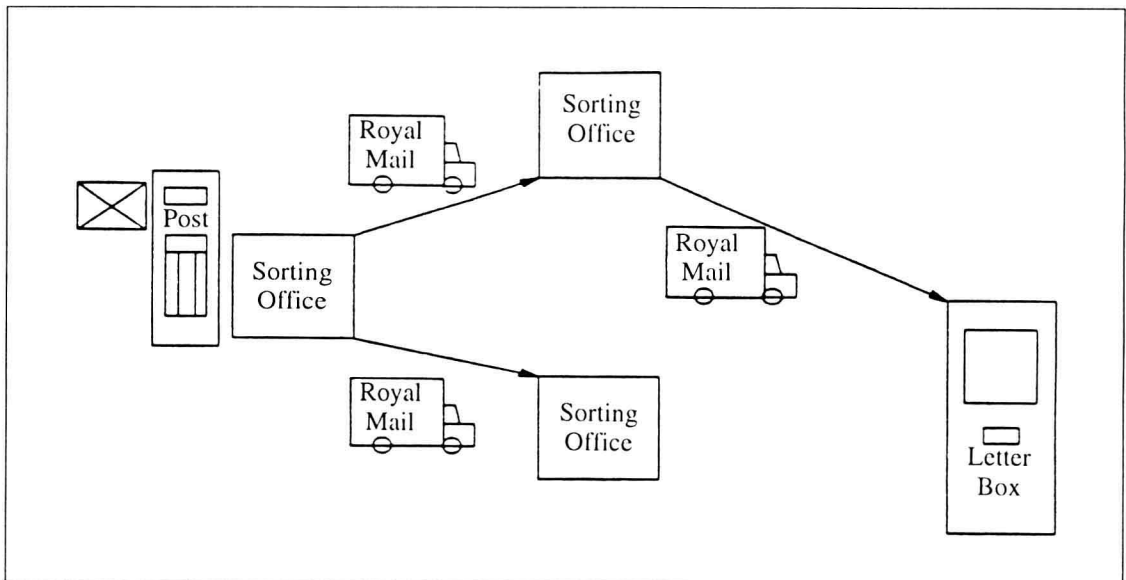 Post
Sorting
Office
Royal
Mail
Sorting
Office
Royal
Mail
Royal
Mail
Sorting
Office
Letter
Box